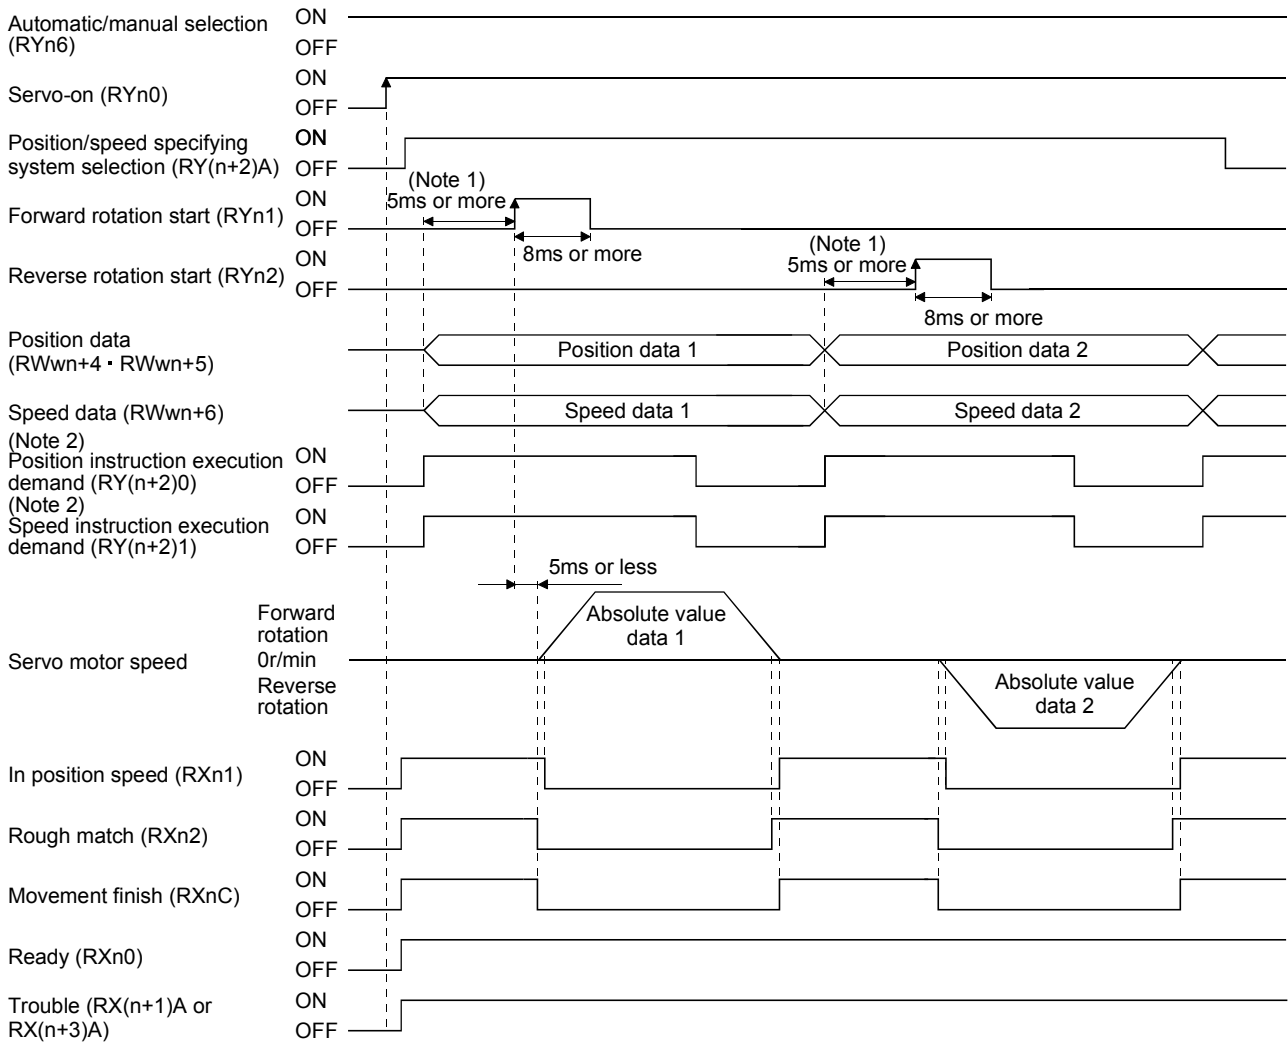 Automatic/manual selection
(RYn6)
ON
OFF
Servo-on (RYn0)
ON
OFF
Position/speed specifying
system selection (RY(n+2)A)
ON
OFF
Forward rotation start (RYn1)
ON
OFF
(Note 1)
5ms or more
8ms or more
Reverse rotation start (RYn2)
ON
OFF
(Note 1)
5ms or more
8ms or more
Position data
(RWwn+4 ▪ RWwn+5)
Position data 1
Position data 2
Speed data (RWwn+6)
Speed data 1
Speed data 2
(Note 2)
Position instruction execution
demand (RY(n+2)0)
ON
OFF
(Note 2)
Speed instruction execution
demand (RY(n+2)1)
ON
OFF
5ms or less
Servo motor speed
Forward
rotation
0r/min
Reverse
rotation
Absolute value
data 1
Absolute value
data 2
In position speed (RXn1)
ON
OFF
Rough match (RXn2)
ON
OFF
Movement finish (RXnC)
ON
OFF
Ready (RXn0)
ON
OFF
Trouble (RX(n+1)A or
RX(n+3)A)
ON
OFF